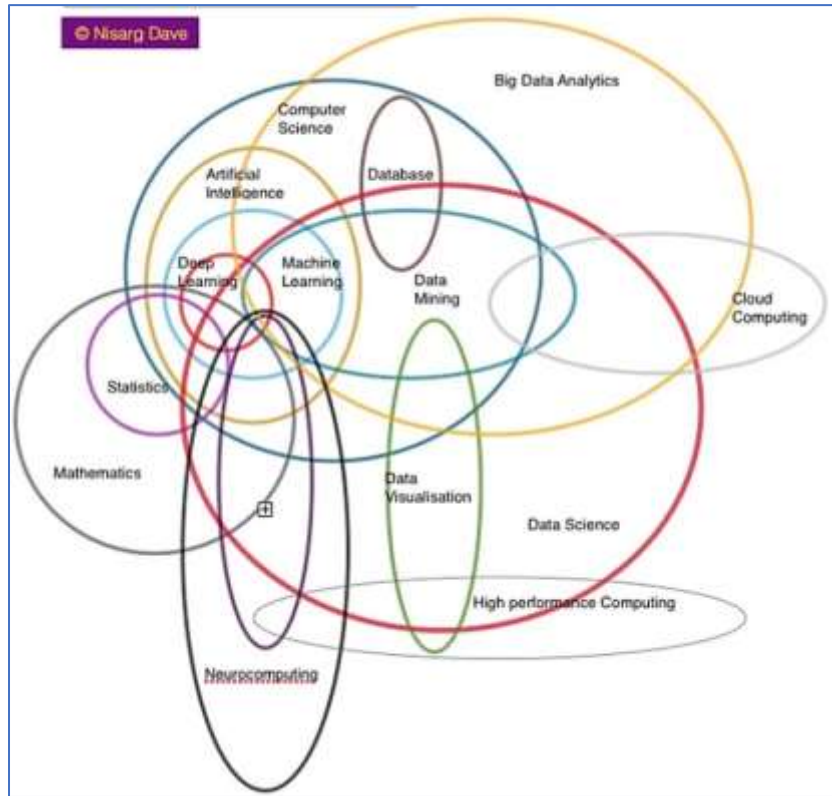 © Nisarg Dave
Big Data Analytics
Computer
Science
Database
Artificial
Intelligence
Deep
Learning
Machine
Learning
Data
Mining
Cloud
Computing
Statistics
Mathematics
Data
Visualisation
Data Science
High performance Computing
Neurocomputing